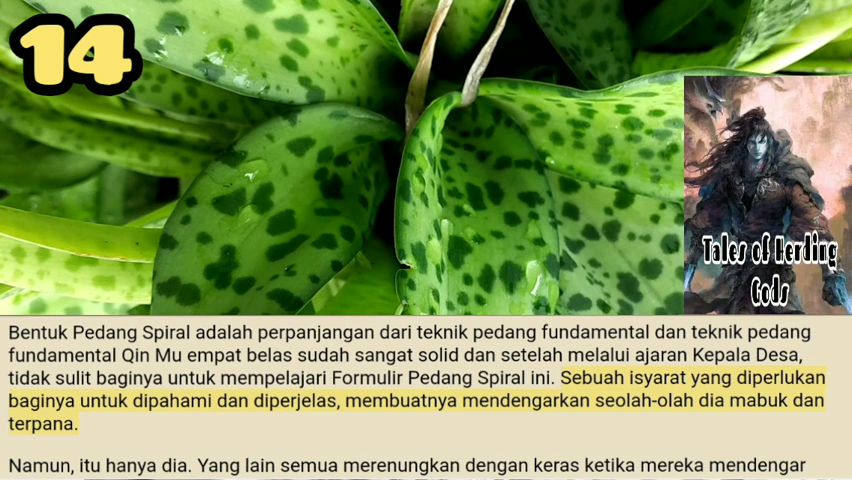 14
Tales of Herding
Gods
Bentuk Pedang Spiral adalah perpanjangan dari teknik pedang fundamental dan teknik pedang
fundamental Qin Mu empat belas sudah sangat solid dan setelah melalui ajaran Kepala Desa,
tidak sulit baginya untuk mempelajari Formulir Pedang Spiral ini. Sebuah isyarat yang diperlukan
baginya untuk dipahami dan diperjelas, membuatnya mendengarkan seolah-olah dia mabuk dan
terpana.
Namun, itu hanya dia. Yang lain semua merenungkan dengan keras ketika mereka mendengar